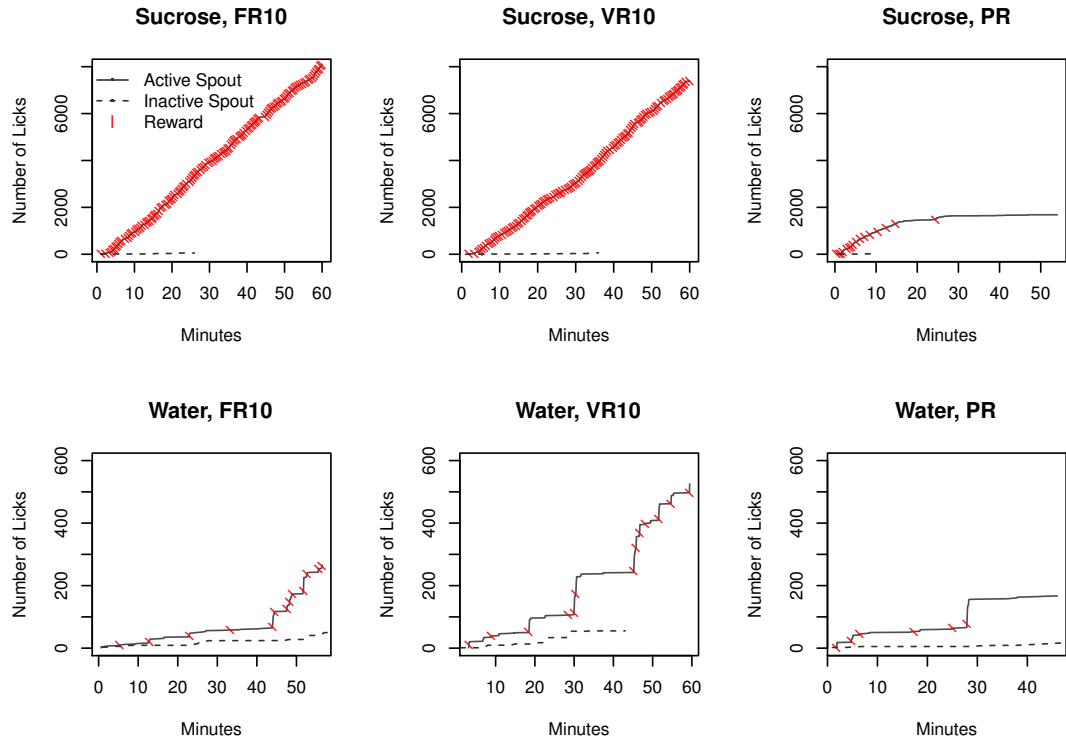 Sucrose, FR10
Sucrose, VR10
Sucrose, PR
Active Spout
Inactive Spout
Reward
Number of Licks
0
2000
6000
0 10 20 30 40 50 60
Minutes
Number of Licks
0
2000
6000
0 10 20 30 40 50 60
Minutes
Number of Licks
0
2000
6000
0 10 20 30 40 50
Minutes
Water, FR10
Water, VR10
Water, PR
Number of Licks
0
200
400
600
0 10 20 30 40 50
Minutes
Number of Licks
0
200
400
600
10 20 30 40 50 60
Minutes
Number of Licks
0
200
400
600
0 10 20 30 40
Minutes